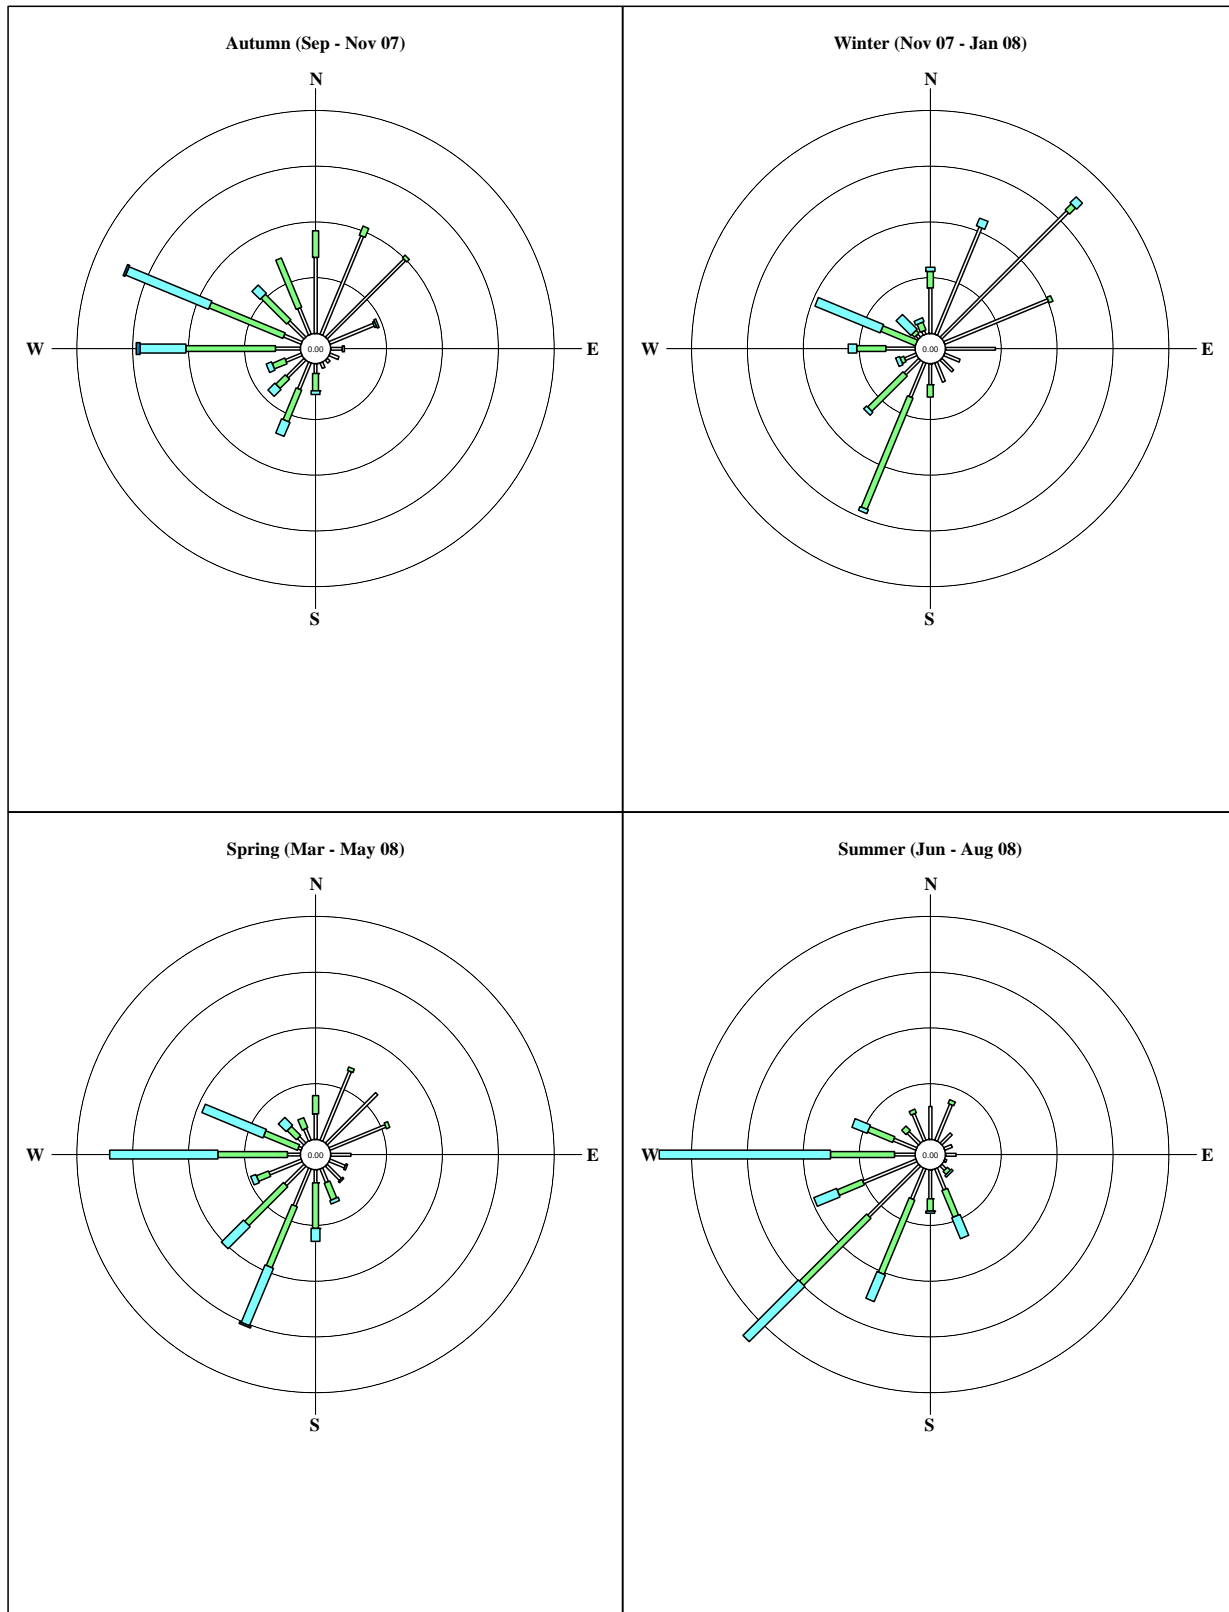 Autumn (Sep - Nov 07)
N
W
0.00
E
S
Winter (Nov 07 - Jan 08)
N
W
0.00
E
S
Spring (Mar - May 08)
N
W
0.00
E
S
Summer (Jun - Aug 08)
N
W
0.00
E
S